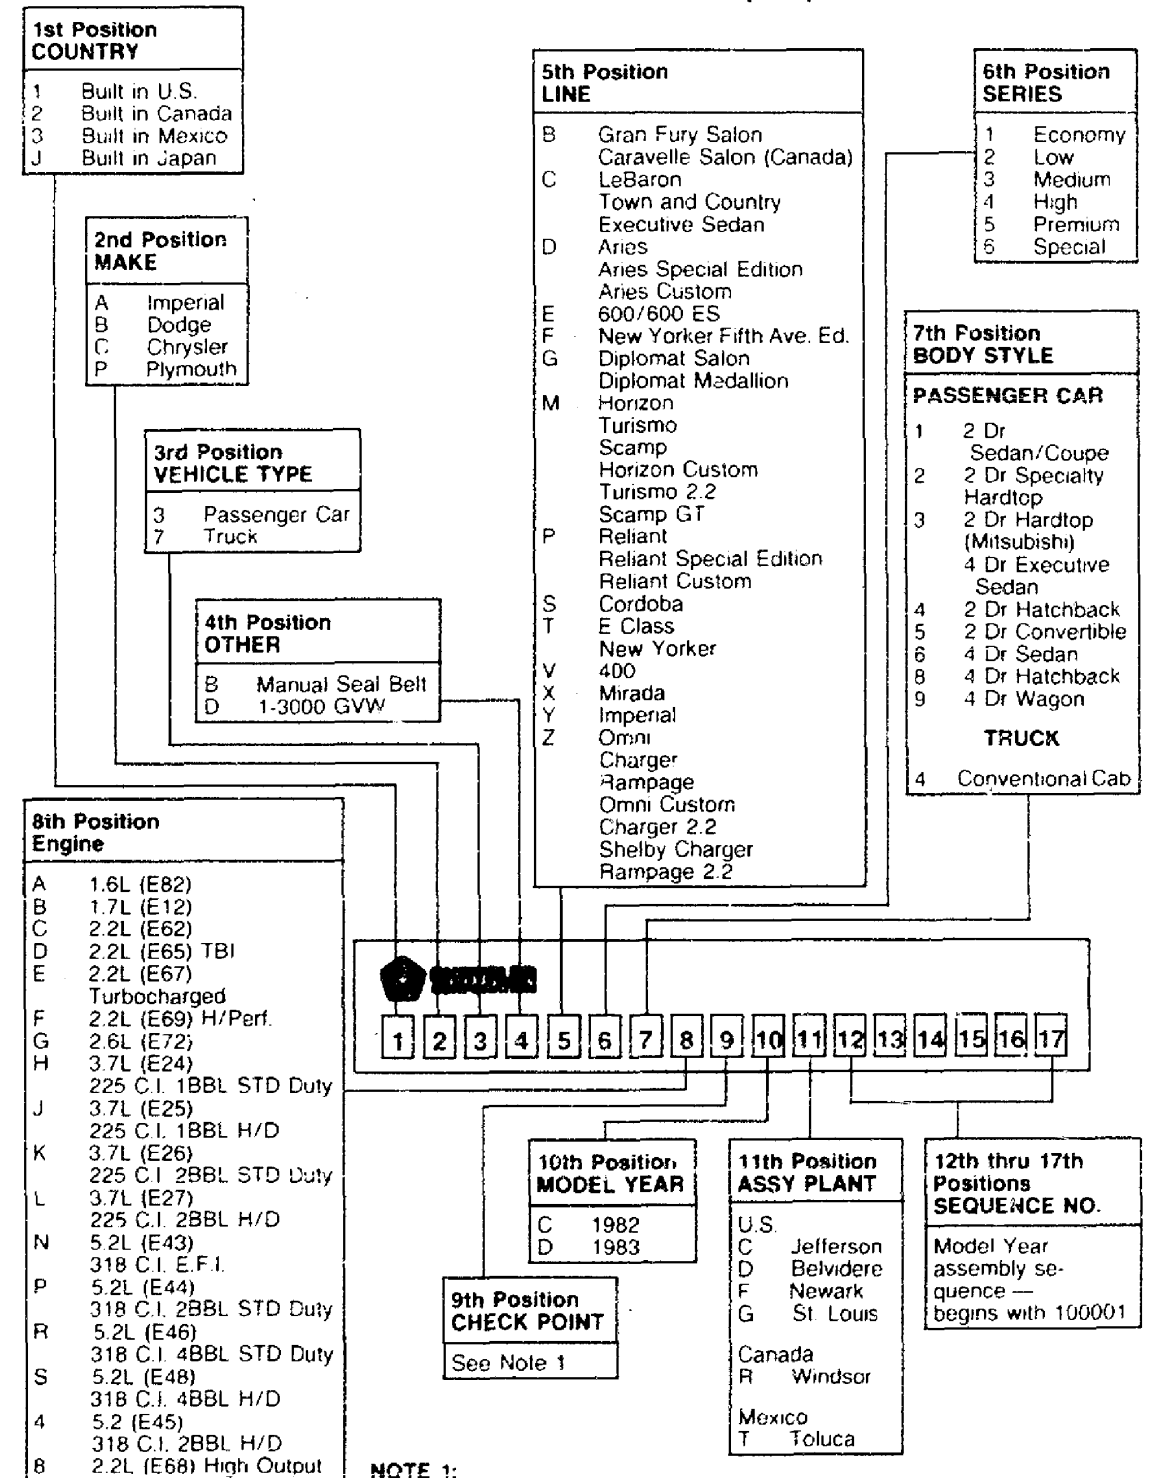 1st Position
COUNTRY
1 Built in U.S.
2 Built in Canada
3 Built in Mexico
J Built in Japan
2nd Position
MAKE
A Imperial
B Dodge
C Chrysler
P Plymouth
3rd Position
VEHICLE TYPE
3 Passenger Car
7 Truck
4th Position
OTHER
B Manual Seal Belt
D 1-3000 GVW
5th Position
LINE
B Gran Fury Salon
Caravelle Salon (Canada)
C LeBaron
Town and Country
Executive Sedan
D Aries
Aries Special Edition
Aries Custom
E 600/600 ES
F New Yorker Fifth Ave. Ed.
G Diplomat Salon
Diplomat Medallion
M Horizon
Turismo
Scamp
Horizon Custom
Turismo 2.2
Scamp GT
P Reliant
Reliant Special Edition
Reliant Custom
S Cordoba
T E Class
New Yorker
V 400
X Mirada
Y Imperial
Z Omni
Charger
Rampage
Omni Custom
Charger 2.2
Shelby Charger
Rampage 2.2
6th Position
SERIES
1 Economy
2 Low
3 Medium
4 High
5 Premium
6 Special
7th Position
BODY STYLE
PASSENGER CAR
1 2 Dr
Sedan/Coupe
2 2 Dr Specialty
Hardtop
3 2 Dr Hardtop
(Mitsubishi)
4 Dr Executive
Sedan
4 2 Dr Hatchback
5 2 Dr Convertible
6 4 Dr Sedan
8 4 Dr Hatchback
9 4 Dr Wagon
TRUCK
4 Conventional Cab
8th Position
Engine
A 1.6L (E82)
B 1.7L (E12)
C 2.2L (E62)
D 2.2L (E65) TBI
E 2.2L (E67)
Turbocharged
F 2.2L (E69) H/Perf.
G 2.6L (E72)
H 3.7L (E24)
225 C.I. 1BBL STD Duty
J 3.7L (E25)
225 C.I. 1BBL H/D
K 3.7L (E26)
225 C.I 2BBL STD Duty
L 3.7L (E27)
225 C.I. 2BBL H/D
N 5.2L (E43)
318 C.I. E.F.I.
P 5.2L (E44)
318 C.I. 2BBL STD Duty
R 5.2L (E46)
318 C.I. 4BBL STD Duty
S 5.2L (E48)
318 C.I. 4BBL H/D
4 5.2 (E45)
318 C.I. 2BBL H/D
8 2.2L (E68) High Output
1 2 3 4 5 6 7 8 9 10 11 12 13 14 15 16 17
9th Position
CHECK POINT
See Note 1
10th Position
MODEL YEAR
C 1982
D 1983
11th Position
ASSY PLANT
U.S.
C Jefferson
D Belvidere
F Newark
G St. Louis
Canada
R Windsor
Mexico
T Toluca
12th thru 17th
Positions
SEQUENCE NO.
Model Year
assembly se-
quence —
begins with 100001
NOTE 1: